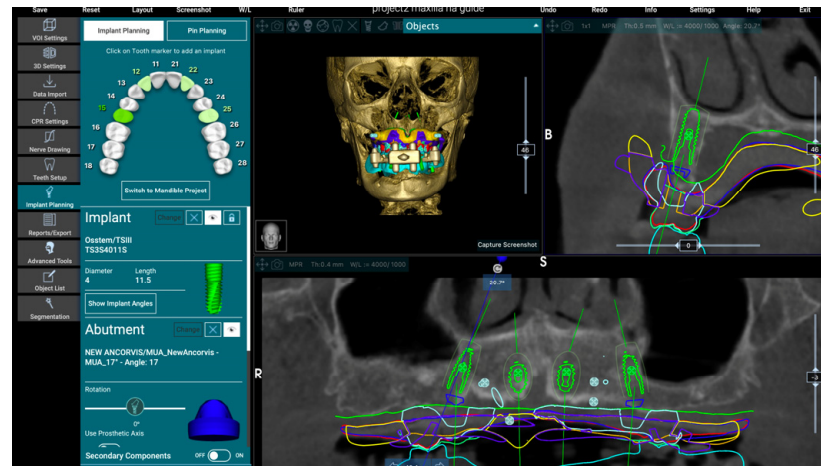 Save
Reset
Layout
Screenshot
W/L
Ruler
project2 maxilla na guide
Undo
Redo
Info
Settings
Help
Exit
VOI Settings
3D Settings
Data Import
CPR Settings
Nerve Drawing
Teeth Setup
Implant Planning
Reports/Export
Advanced Tools
Object List
Segmentation
Implant Planning
Pin Planning
Click on Tooth marker to add an implant
11 21
12 22
13 23
14 24
15 25
16 26
17 27
18 28
Switch to Mandible Project
Implant
Change
Osstem/TSIII
TS3S4011S
Diameter Length
4 11.5
Show Implant Angles
Abutment
Change
NEW ANCORVIS/MUA_NewAncorvis -
MUA_17° - Angle: 17
Rotation
0°
Use Prosthetic Axis
Secondary Components OFF ON
Objects
46
Capture Screenshot
1x1 MPR Th:0.5 mm W/L := 4000/ 1000 Angle: 20.7°
B
46
0
S
MPR Th:0.4 mm W/L := 4000/ 1000
20.7°
R
-3